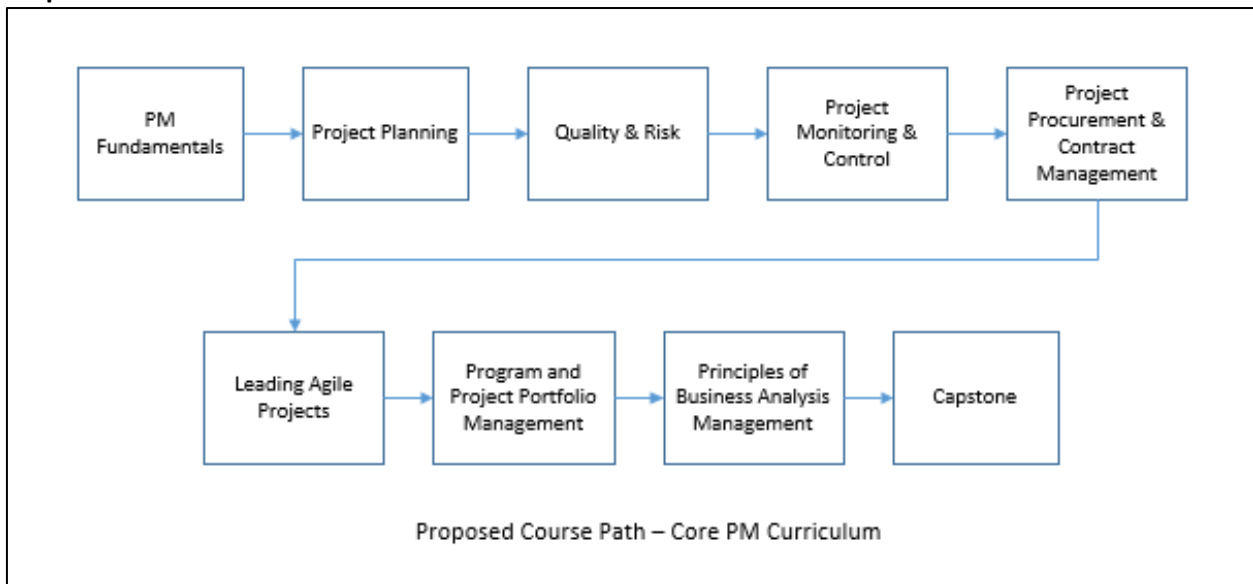 PM
Fundamentals
Project Planning
Quality & Risk
Project
Monitoring &
Control
Project
Procurement &
Contract
Management
Leading Agile
Projects
Program and
Project Portfolio
Management
Principles of
Business Analysis
Management
Capstone
Proposed Course Path – Core PM Curriculum